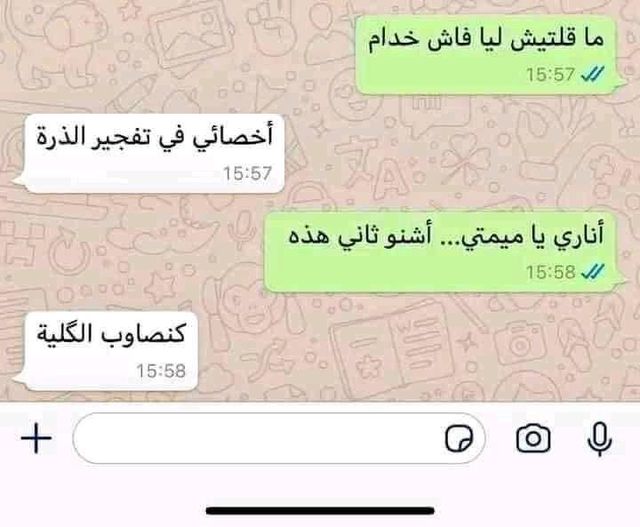 ما قلتيش ليا فاش خدام
15:57
أخصائي في تفجير الذرة
15:57
أناري يا ميمتي... أشنو ثاني هذه
15:58
كنصاوب الݣلية
15:58